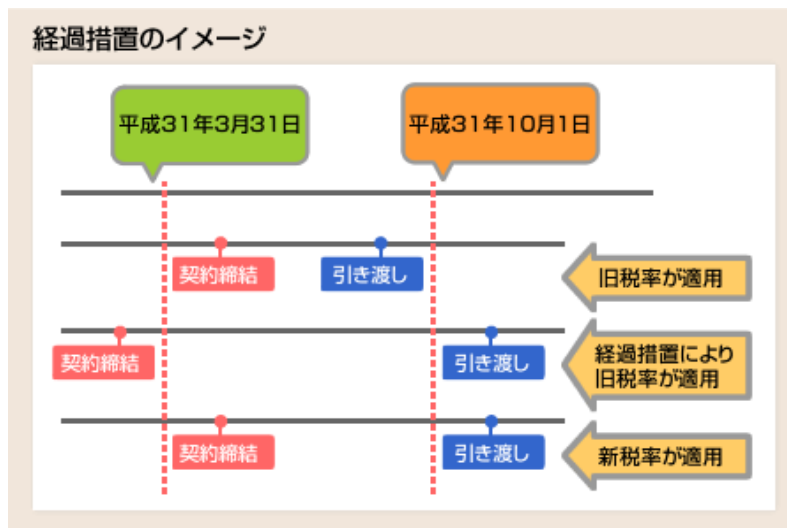 経過措置のイメージ
平成31年3月31日
平成31年10月1日
契約締結
引き渡し
旧税率が適用
契約締結
引き渡し
経過措置により
旧税率が適用
契約締結
引き渡し
新税率が適用